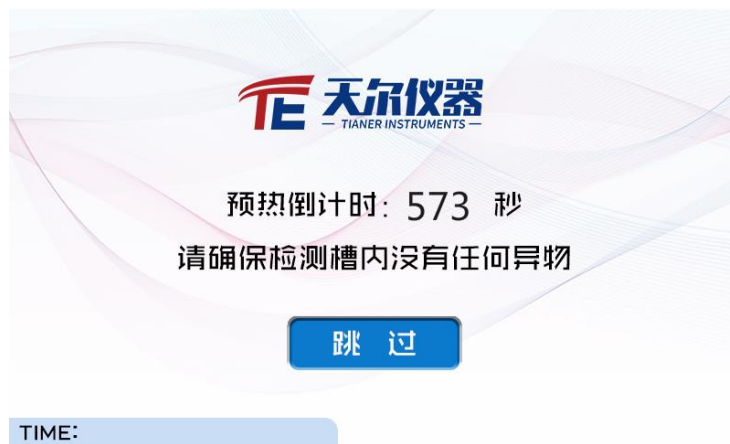 TE 天尔仪器
— TIANER INSTRUMENTS —
预热倒计时: 573 秒
请确保检测槽内没有任何异物
跳 过
TIME: